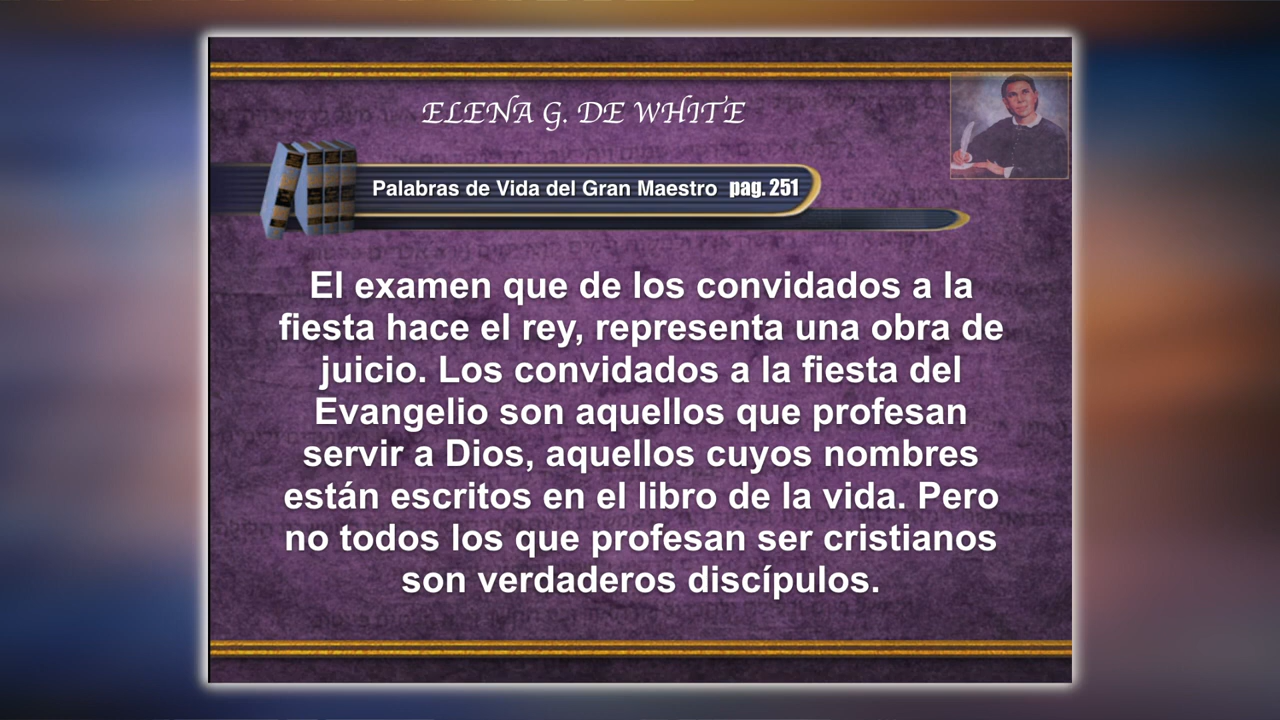 ELENA G. DE WHITE
Palabras de Vida del Gran Maestro pag. 251
El examen que de los convidados a la
fiesta hace el rey, representa una obra de
juicio. Los convidados a la fiesta del
Evangelio son aquellos que profesan
servir a Dios, aquellos cuyos nombres
están escritos en el libro de la vida. Pero
no todos los que profesan ser cristianos
son verdaderos discípulos.